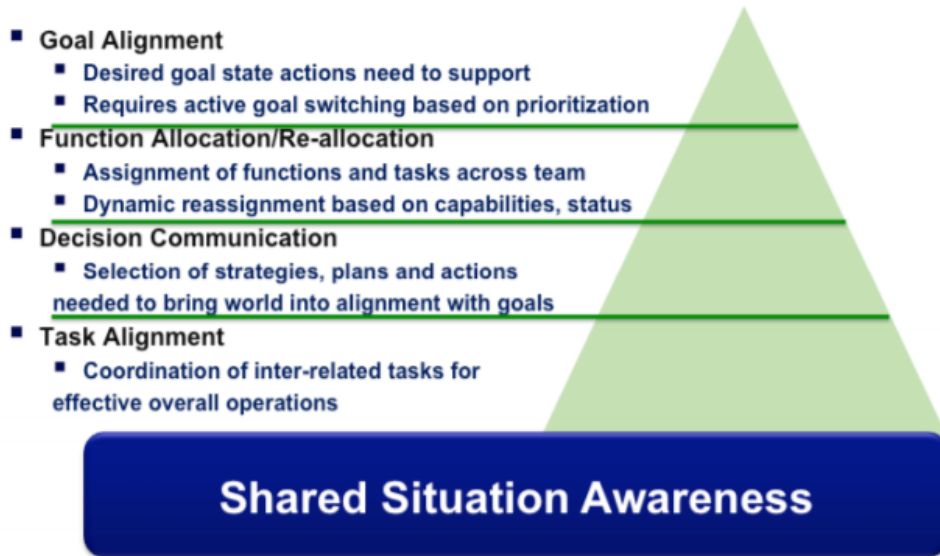 ▪ Goal Alignment
▪ Desired goal state actions need to support
▪ Requires active goal switching based on prioritization
▪ Function Allocation/Re-allocation
▪ Assignment of functions and tasks across team
▪ Dynamic reassignment based on capabilities, status
▪ Decision Communication
▪ Selection of strategies, plans and actions
needed to bring world into alignment with goals
▪ Task Alignment
▪ Coordination of inter-related tasks for
effective overall operations
Shared Situation Awareness